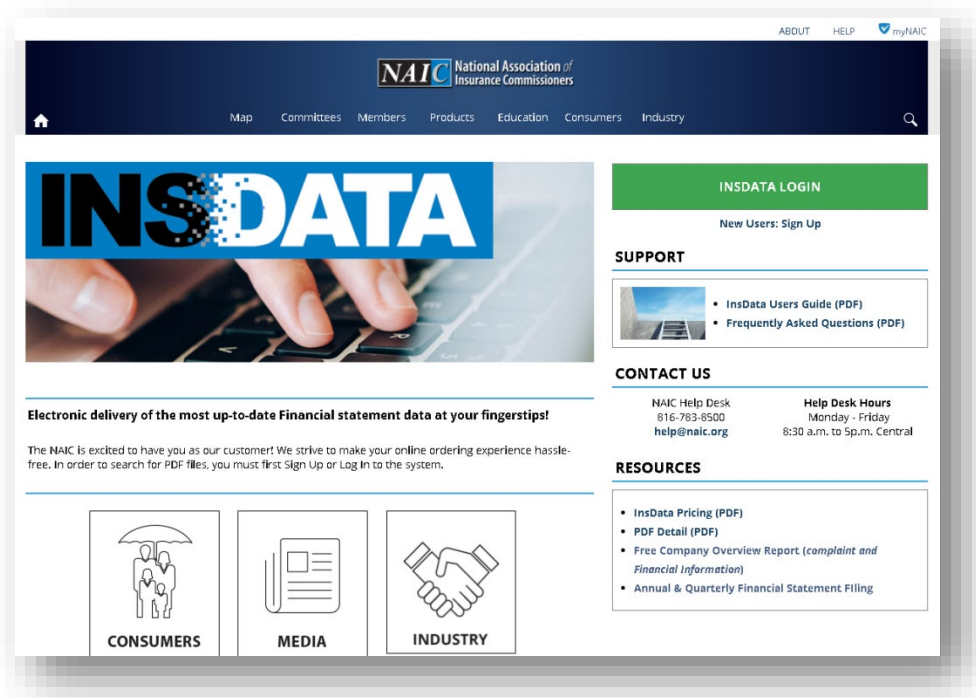 ABOUT HELP myNAIC
NAIC National Association of
Insurance Commissioners
Map Committees Members Products Education Consumers Industry
INSDATA
INSDATA LOGIN
New Users: Sign Up
SUPPORT
• InsData Users Guide (PDF)
• Frequently Asked Questions (PDF)
CONTACT US
NAIC Help Desk
816-783-8500
help@naic.org
Help Desk Hours
Monday - Friday
8:30 a.m. to 5p.m. Central
Electronic delivery of the most up-to-date Financial statement data at your fingerstips!
The NAIC is excited to have you as our customer! We strive to make your online ordering experience hassle-
free. In order to search for PDF files, you must first Sign Up or Log In to the system.
RESOURCES
• InsData Pricing (PDF)
• PDF Detail (PDF)
• Free Company Overview Report (complaint and
Financial Information)
• Annual & Quarterly Financial Statement FIling
CONSUMERS
MEDIA
INDUSTRY